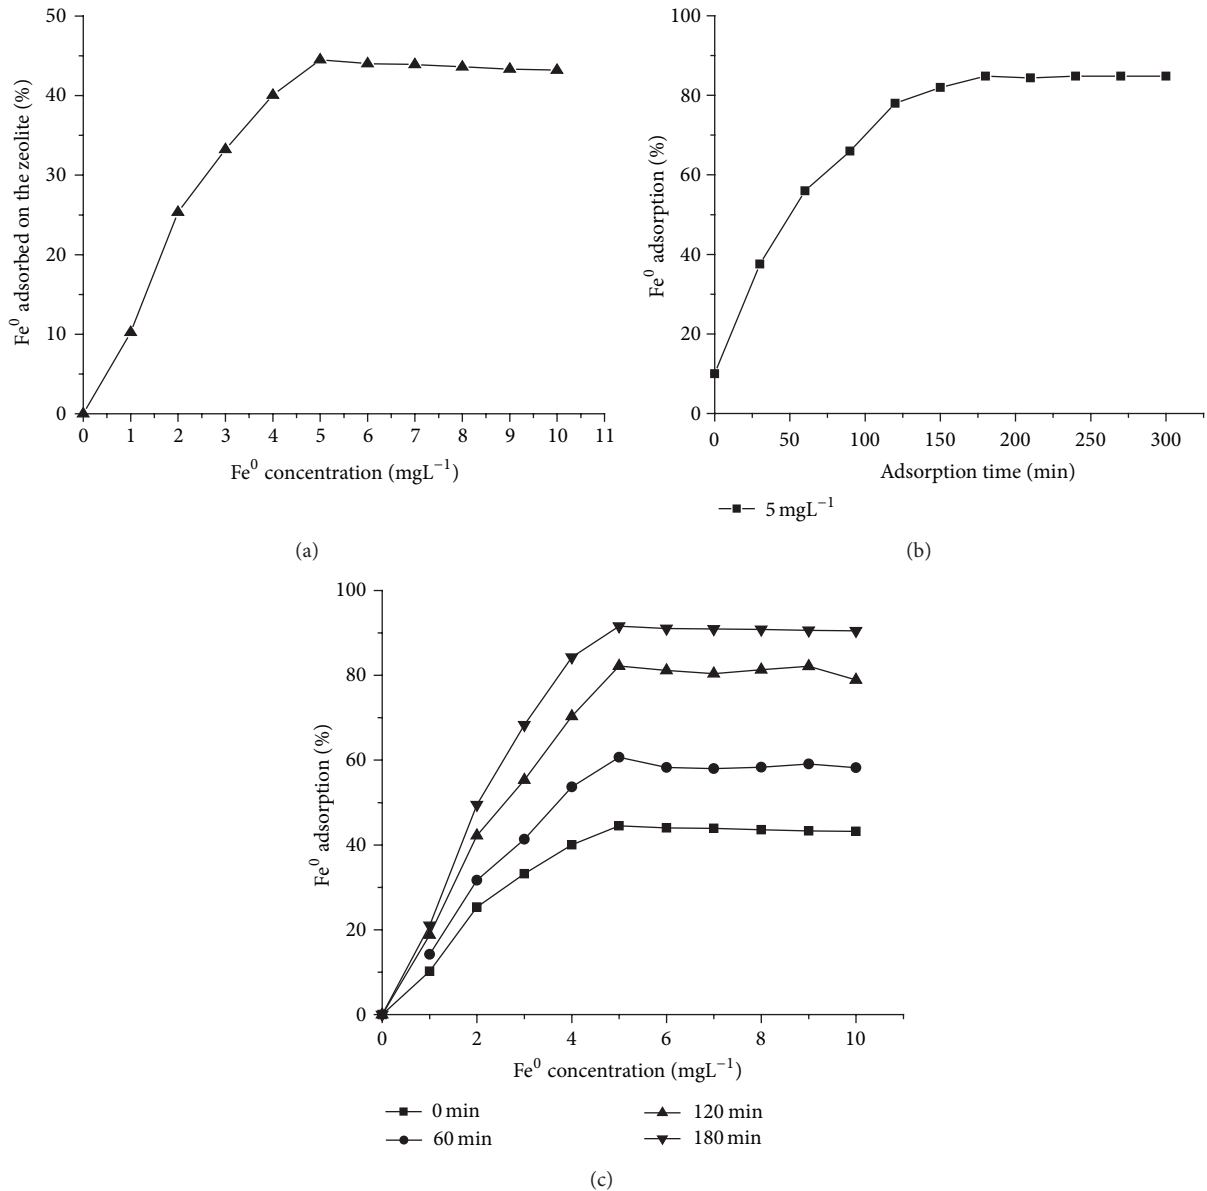 50
40
30
20
10
0
Fe⁰ adsorbed on the zeolite (%)
0 1 2 3 4 5 6 7 8 9 10 11
Fe⁰ concentration (mgL⁻¹)
(a)
100
80
60
40
20
0
Fe⁰ adsorption (%)
0 50 100 150 200 250 300
Adsorption time (min)
5 mgL⁻¹
(b)
100
80
60
40
20
0
Fe⁰ adsorption (%)
0 2 4 6 8 10
Fe⁰ concentration (mgL⁻¹)
0 min
60 min
120 min
180 min
(c)